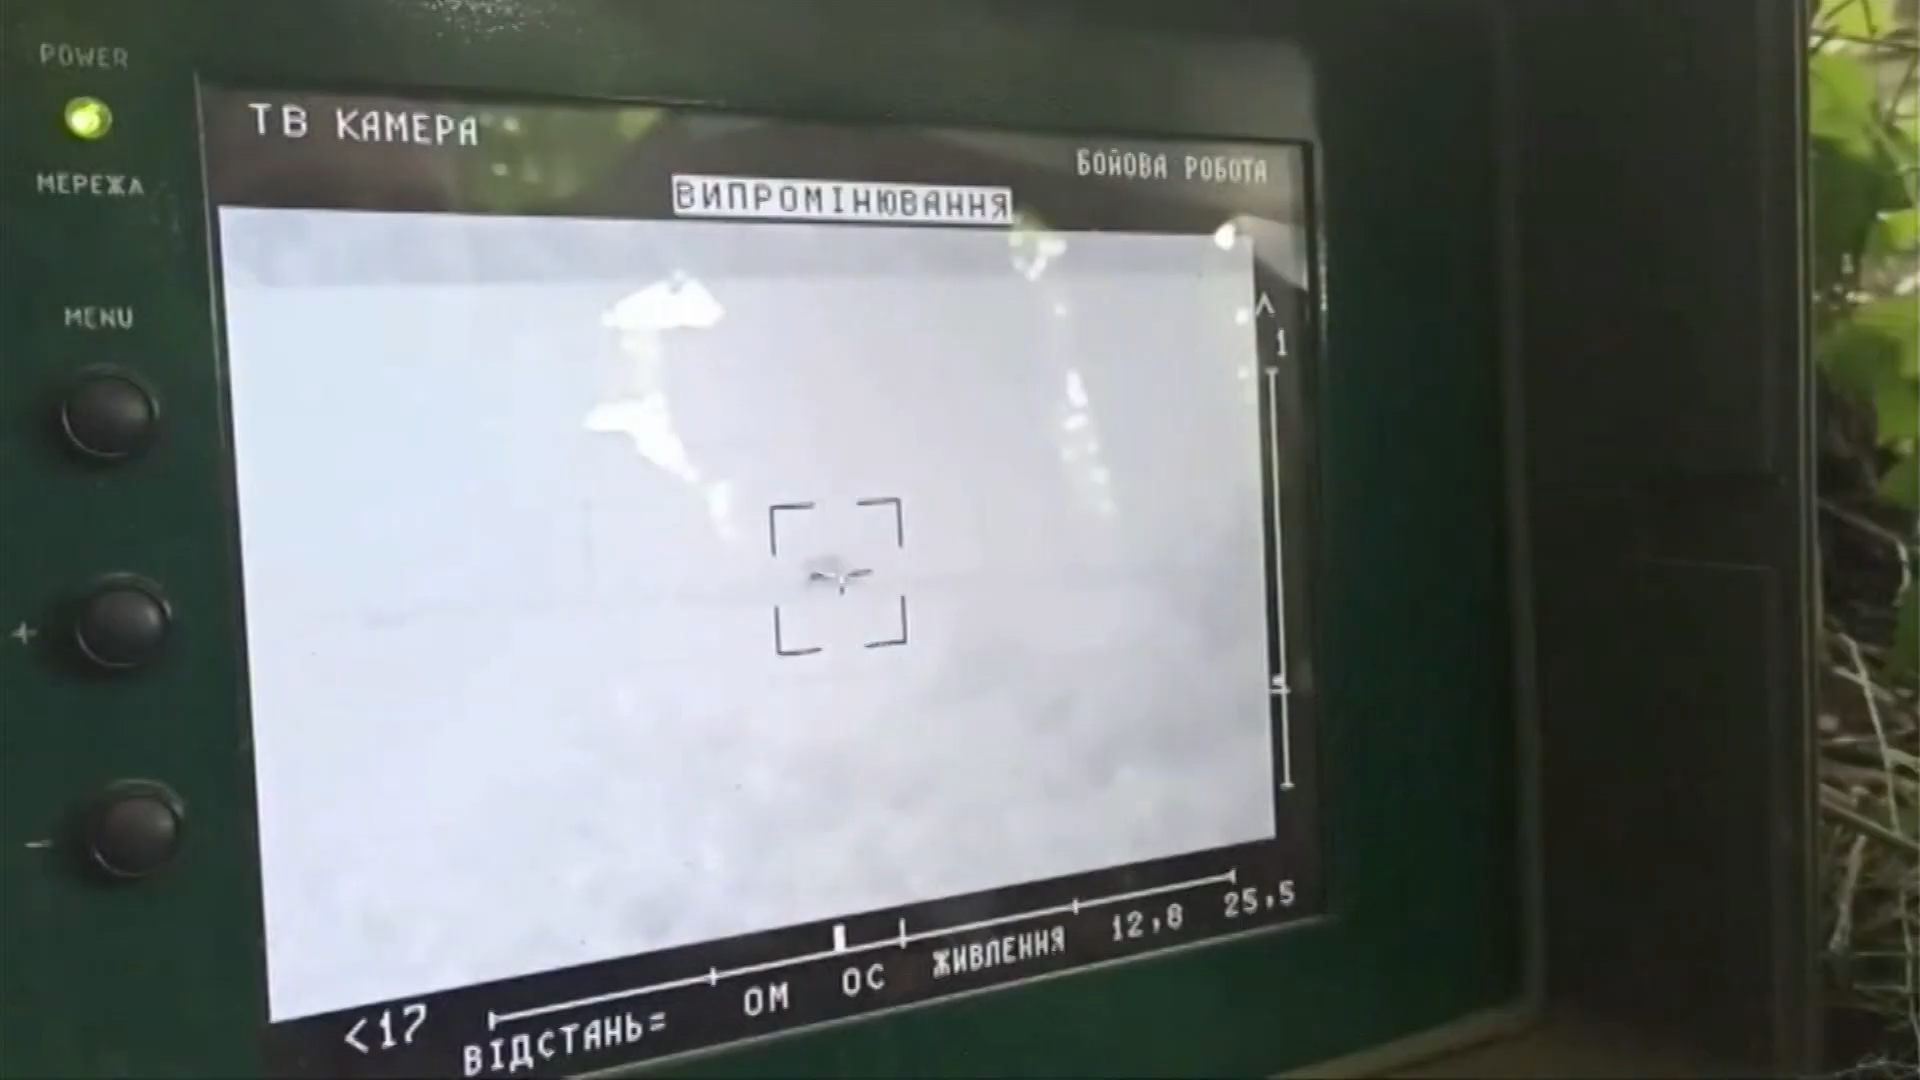 POWER
МЕРЕЖА
MENU
+
−
ТВ КАМЕРА
БОЙОВА РОБОТА
ВИПРОМІНЮВАННЯ
^
1
<17
ВІДСТАНЬ= 0М 0С ЖИВЛЕННЯ 12,8 25,5